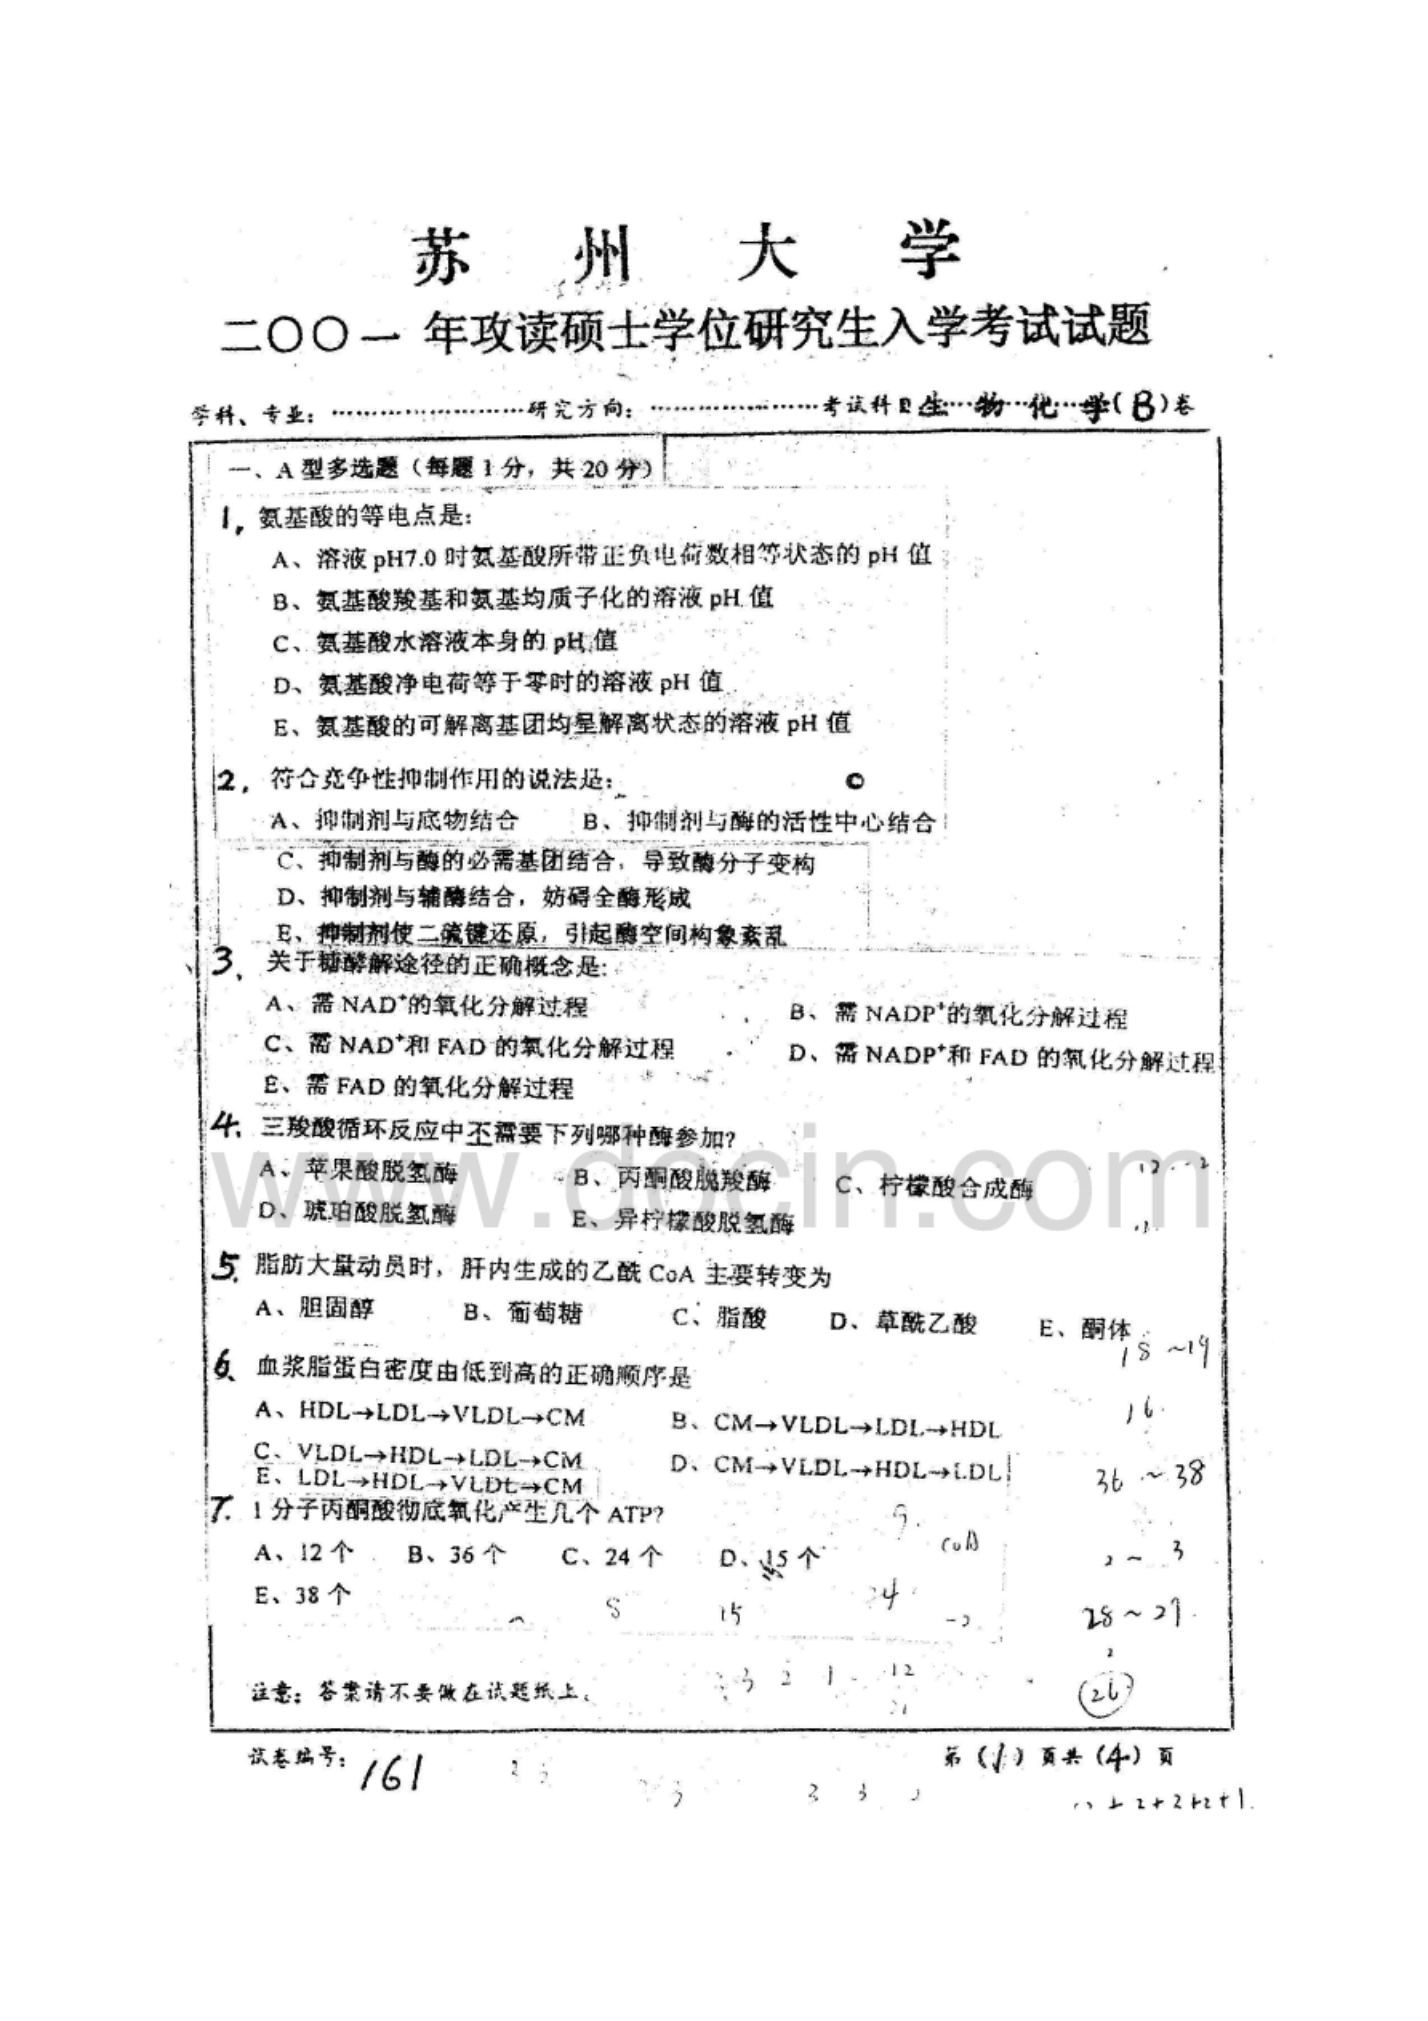 苏州大学
二〇〇一年攻读硕士学位研究生入学考试试题
学科、专业：……………………研究方向：…………………考试科目生…物…化…学(B)卷
一、A型多选题（每题1分，共20分）
1. 氨基酸的等电点是：
A、溶液pH7.0时氨基酸所带正负电荷数相等状态的pH值
B、氨基酸羧基和氨基均质子化的溶液pH值
C、氨基酸水溶液本身的pH值
D、氨基酸净电荷等于零时的溶液pH值
E、氨基酸的可解离基团均呈解离状态的溶液pH值
2. 符合竞争性抑制作用的说法是：
A、抑制剂与底物结合 B、抑制剂与酶的活性中心结合
C、抑制剂与酶的必需基团结合，导致酶分子变构
D、抑制剂与辅酶结合，妨碍全酶形成
E、抑制剂使二硫键还原，引起酶空间构象紊乱
3、关于糖酵解途径的正确概念是:
A、需NAD⁺的氧化分解过程 B、需NADP⁺的氧化分解过程
C、需NAD⁺和FAD的氧化分解过程 D、需NADP⁺和FAD的氧化分解过程
E、需FAD的氧化分解过程
4. 三羧酸循环反应中不需要下列哪种酶参加？
A、苹果酸脱氢酶 B、丙酮酸脱羧酶 C、柠檬酸合成酶
D、琥珀酸脱氢酶 E、异柠檬酸脱氢酶
www.docin.com
5. 脂肪大量动员时，肝内生成的乙酰CoA主要转变为
A、胆固醇 B、葡萄糖 C、脂酸 D、草酰乙酸 E、酮体
18～19
6、血浆脂蛋白密度由低到高的正确顺序是
A、HDL→LDL→VLDL→CM B、CM→VLDL→LDL→HDL
16
C、VLDL→HDL→LDL→CM D、CM→VLDL→HDL→LDL
E、LDL→HDL→VLDL→CM
36～38
7. 1分子丙酮酸彻底氧化产生几个ATP?
A、12个 B、36个 C、24个 D、15个
E、38个
8 15
28～29
3 2 1 12
26
注意：答案请不要做在试题纸上。
试卷编号：161 第(1)页共(4)页
3 3
+2+2+2+1